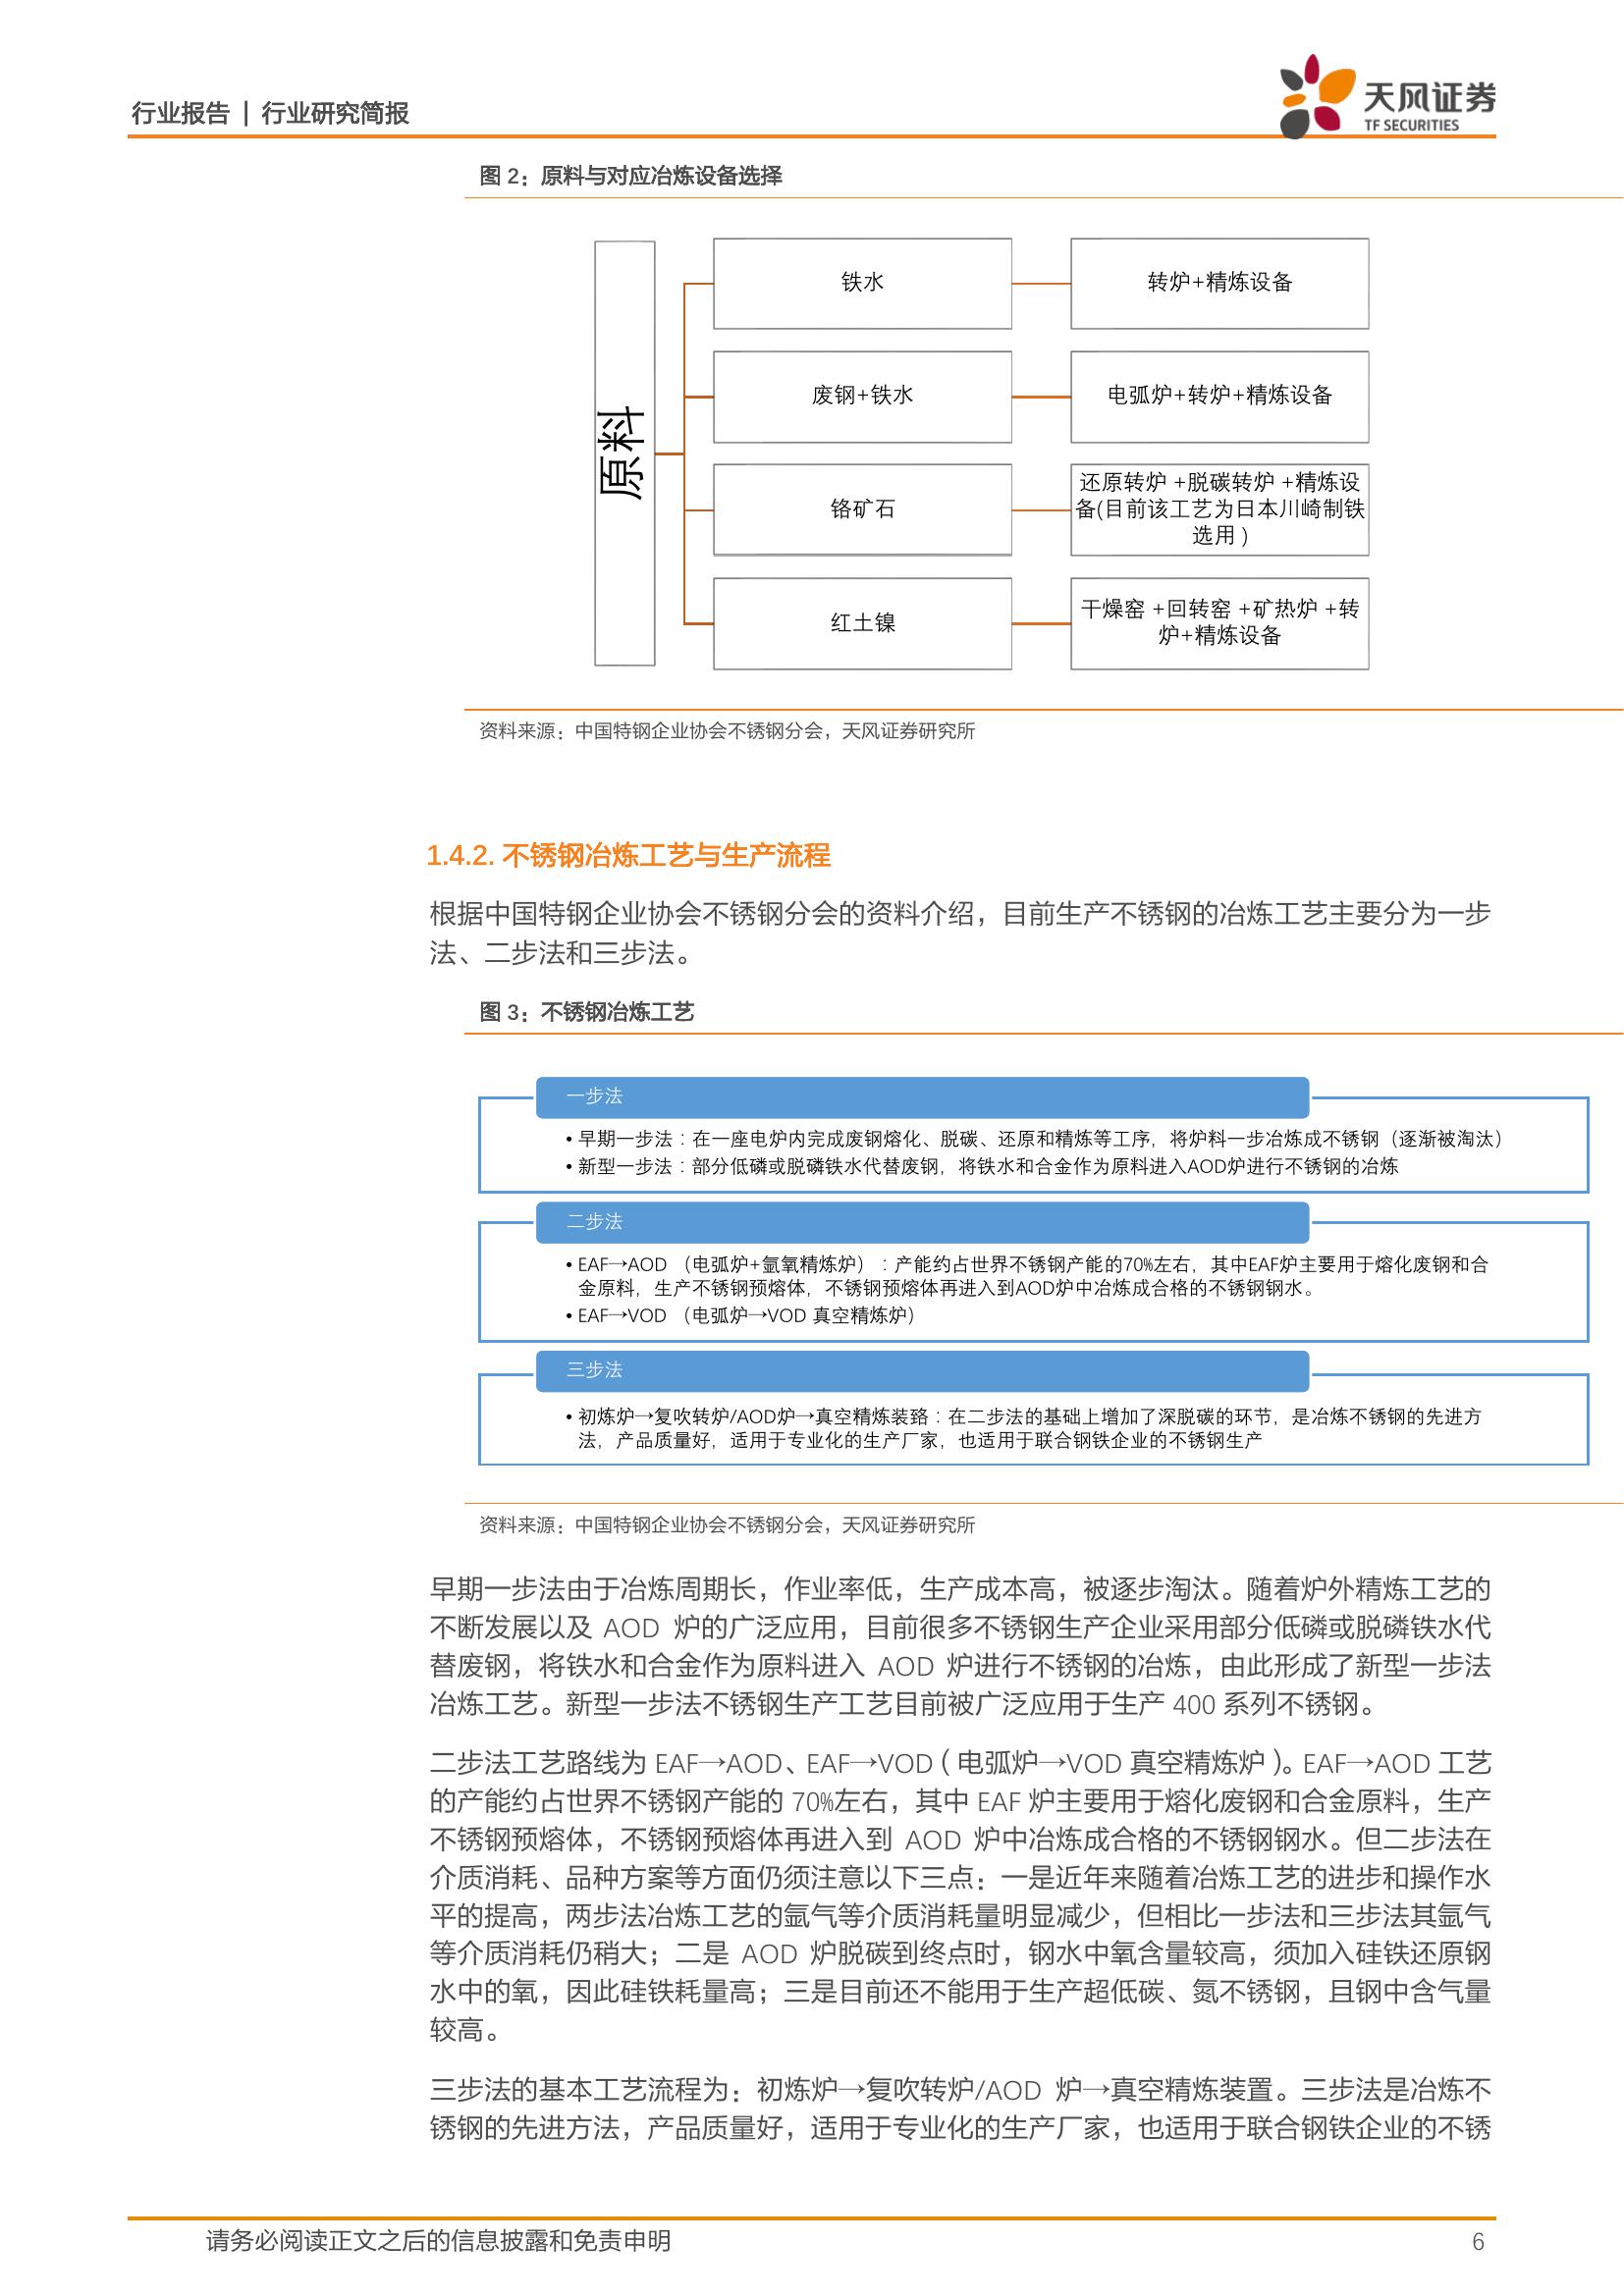 行业报告 | 行业研究简报
天风证券
TF SECURITIES
图 2：原料与对应冶炼设备选择
原料
铁水
转炉+精炼设备
废钢+铁水
电弧炉+转炉+精炼设备
铬矿石
还原转炉 +脱碳转炉 +精炼设
备(目前该工艺为日本川崎制铁
选用 )
红土镍
干燥窑 +回转窑 +矿热炉 +转
炉+精炼设备
资料来源：中国特钢企业协会不锈钢分会，天风证券研究所
1.4.2. 不锈钢冶炼工艺与生产流程
根据中国特钢企业协会不锈钢分会的资料介绍，目前生产不锈钢的冶炼工艺主要分为一步
法、二步法和三步法。
图 3：不锈钢冶炼工艺
一步法
• 早期一步法：在一座电炉内完成废钢熔化、脱碳、还原和精炼等工序，将炉料一步冶炼成不锈钢（逐渐被淘汰）
• 新型一步法：部分低磷或脱磷铁水代替废钢，将铁水和合金作为原料进入AOD炉进行不锈钢的冶炼
二步法
• EAF→AOD （电弧炉+氩氧精炼炉）：产能约占世界不锈钢产能的70%左右，其中EAF炉主要用于熔化废钢和合
金原料，生产不锈钢预熔体，不锈钢预熔体再进入到AOD炉中冶炼成合格的不锈钢钢水。
• EAF→VOD （电弧炉→VOD 真空精炼炉）
三步法
• 初炼炉→复吹转炉/AOD炉→真空精炼装臵：在二步法的基础上增加了深脱碳的环节，是冶炼不锈钢的先进方
法，产品质量好，适用于专业化的生产厂家，也适用于联合钢铁企业的不锈钢生产
资料来源：中国特钢企业协会不锈钢分会，天风证券研究所
早期一步法由于冶炼周期长，作业率低，生产成本高，被逐步淘汰。随着炉外精炼工艺的
不断发展以及 AOD 炉的广泛应用，目前很多不锈钢生产企业采用部分低磷或脱磷铁水代
替废钢，将铁水和合金作为原料进入 AOD 炉进行不锈钢的冶炼，由此形成了新型一步法
冶炼工艺。新型一步法不锈钢生产工艺目前被广泛应用于生产 400 系列不锈钢。
二步法工艺路线为 EAF→AOD、EAF→VOD（电弧炉→VOD 真空精炼炉）。EAF→AOD 工艺
的产能约占世界不锈钢产能的 70%左右，其中 EAF 炉主要用于熔化废钢和合金原料，生产
不锈钢预熔体，不锈钢预熔体再进入到 AOD 炉中冶炼成合格的不锈钢钢水。但二步法在
介质消耗、品种方案等方面仍须注意以下三点：一是近年来随着冶炼工艺的进步和操作水
平的提高，两步法冶炼工艺的氩气等介质消耗量明显减少，但相比一步法和三步法其氩气
等介质消耗仍稍大；二是 AOD 炉脱碳到终点时，钢水中氧含量较高，须加入硅铁还原钢
水中的氧，因此硅铁耗量高；三是目前还不能用于生产超低碳、氮不锈钢，且钢中含气量
较高。
三步法的基本工艺流程为：初炼炉→复吹转炉/AOD 炉→真空精炼装置。三步法是冶炼不
锈钢的先进方法，产品质量好，适用于专业化的生产厂家，也适用于联合钢铁企业的不锈
请务必阅读正文之后的信息披露和免责申明
6